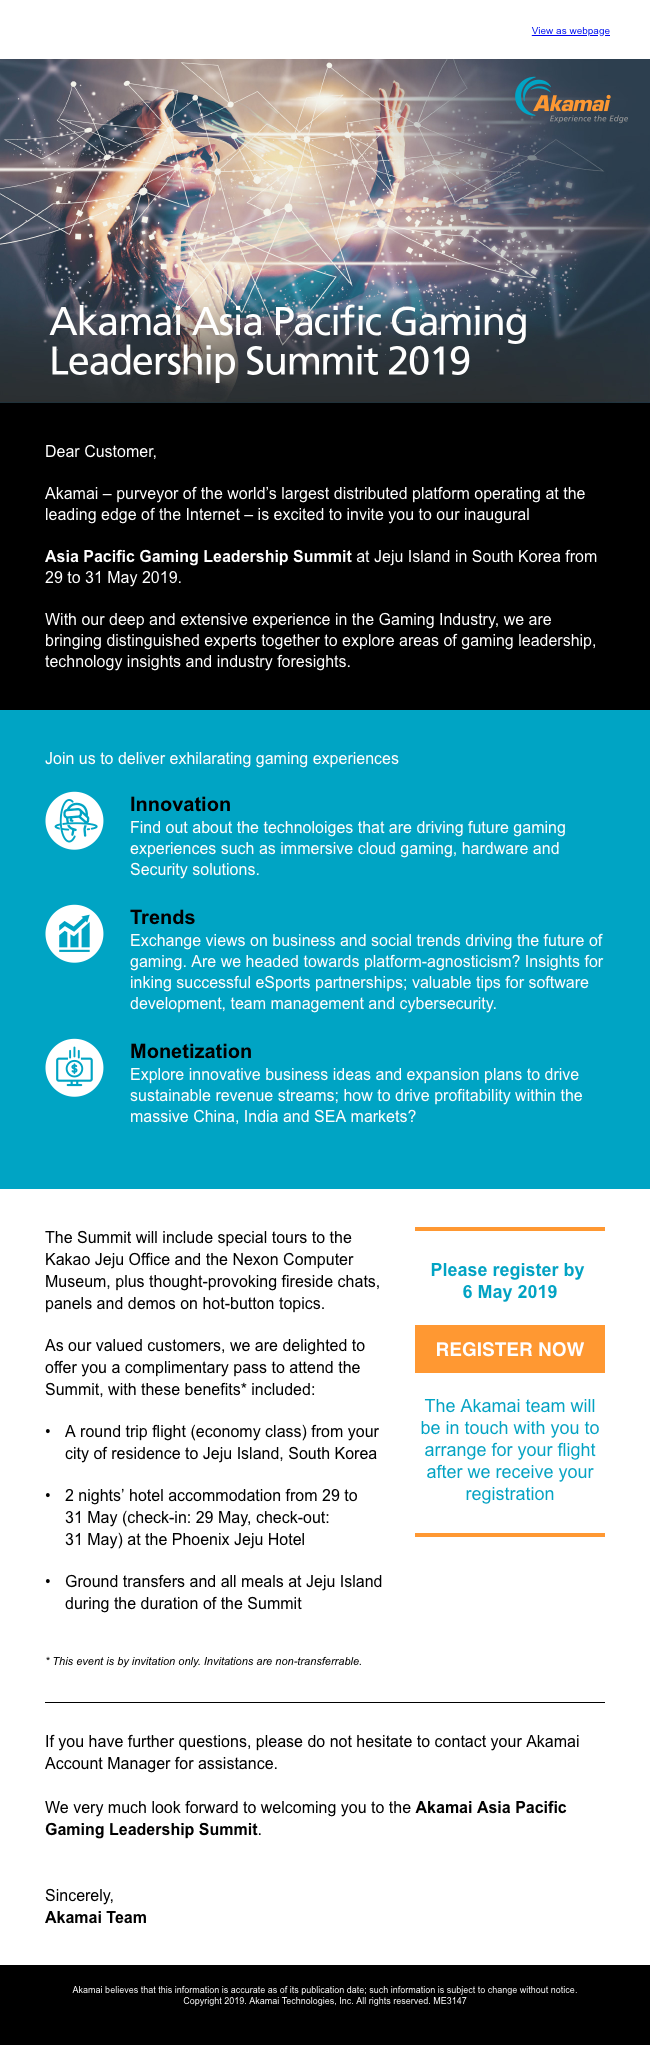 View as webpage
Akamai
Experience the Edge
Akamai Asia Pacific Gaming
Leadership Summit 2019
Dear Customer,
Akamai – purveyor of the world’s largest distributed platform operating at the
leading edge of the Internet – is excited to invite you to our inaugural
Asia Pacific Gaming Leadership Summit at Jeju Island in South Korea from
29 to 31 May 2019.
With our deep and extensive experience in the Gaming Industry, we are
bringing distinguished experts together to explore areas of gaming leadership,
technology insights and industry foresights.
Join us to deliver exhilarating gaming experiences
Innovation
Find out about the technoloiges that are driving future gaming
experiences such as immersive cloud gaming, hardware and
Security solutions.
Trends
Exchange views on business and social trends driving the future of
gaming. Are we headed towards platform-agnosticism? Insights for
inking successful eSports partnerships; valuable tips for software
development, team management and cybersecurity.
Monetization
Explore innovative business ideas and expansion plans to drive
sustainable revenue streams; how to drive profitability within the
massive China, India and SEA markets?
The Summit will include special tours to the
Kakao Jeju Office and the Nexon Computer
Museum, plus thought-provoking fireside chats,
panels and demos on hot-button topics.
As our valued customers, we are delighted to
offer you a complimentary pass to attend the
Summit, with these benefits* included:
• A round trip flight (economy class) from your
city of residence to Jeju Island, South Korea
• 2 nights’ hotel accommodation from 29 to
31 May (check-in: 29 May, check-out:
31 May) at the Phoenix Jeju Hotel
• Ground transfers and all meals at Jeju Island
during the duration of the Summit
* This event is by invitation only. Invitations are non-transferrable.
Please register by
6 May 2019
REGISTER NOW
The Akamai team will
be in touch with you to
arrange for your flight
after we receive your
registration
If you have further questions, please do not hesitate to contact your Akamai
Account Manager for assistance.
We very much look forward to welcoming you to the Akamai Asia Pacific
Gaming Leadership Summit.
Sincerely,
Akamai Team
Akamai believes that this information is accurate as of its publication date; such information is subject to change without notice.
Copyright 2019. Akamai Technologies, Inc. All rights reserved. ME3147